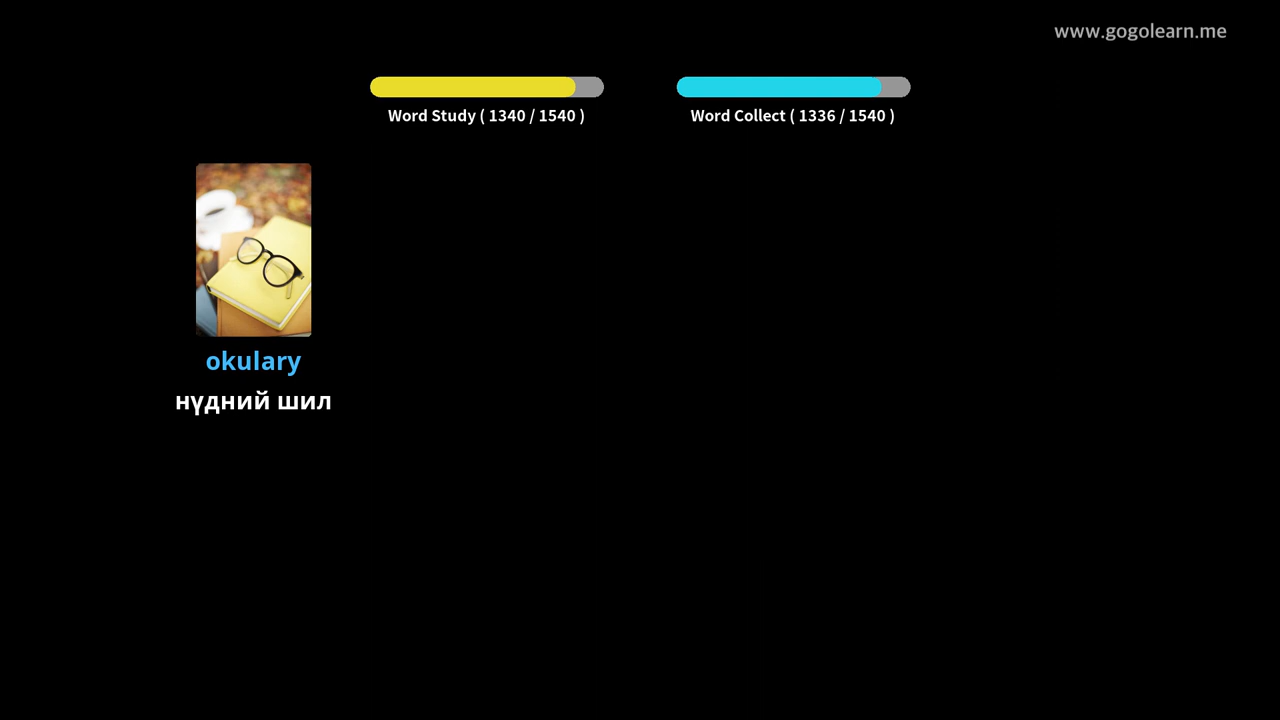 www.gogolearn.me
Word Study ( 1340 / 1540 )
Word Collect ( 1336 / 1540 )
okulary
нүдний шил